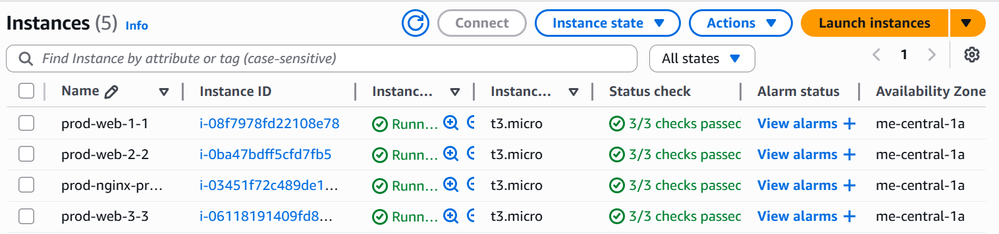 Instances (5) Info Connect Instance state Actions Launch instances
Find Instance by attribute or tag (case-sensitive) All states 1
Name Instance ID Instanc... Instanc... Status check Alarm status Availability Zone
prod-web-1-1 i-08f7978fd22108e78 Runn... t3.micro 3/3 checks passed View alarms + me-central-1a
prod-web-2-2 i-0ba47bdff5cfd7fb5 Runn... t3.micro 3/3 checks passed View alarms + me-central-1a
prod-nginx-pr... i-03451f72c489de1... Runn... t3.micro 3/3 checks passed View alarms + me-central-1a
prod-web-3-3 i-06118191409fd8... Runn... t3.micro 3/3 checks passed View alarms + me-central-1a